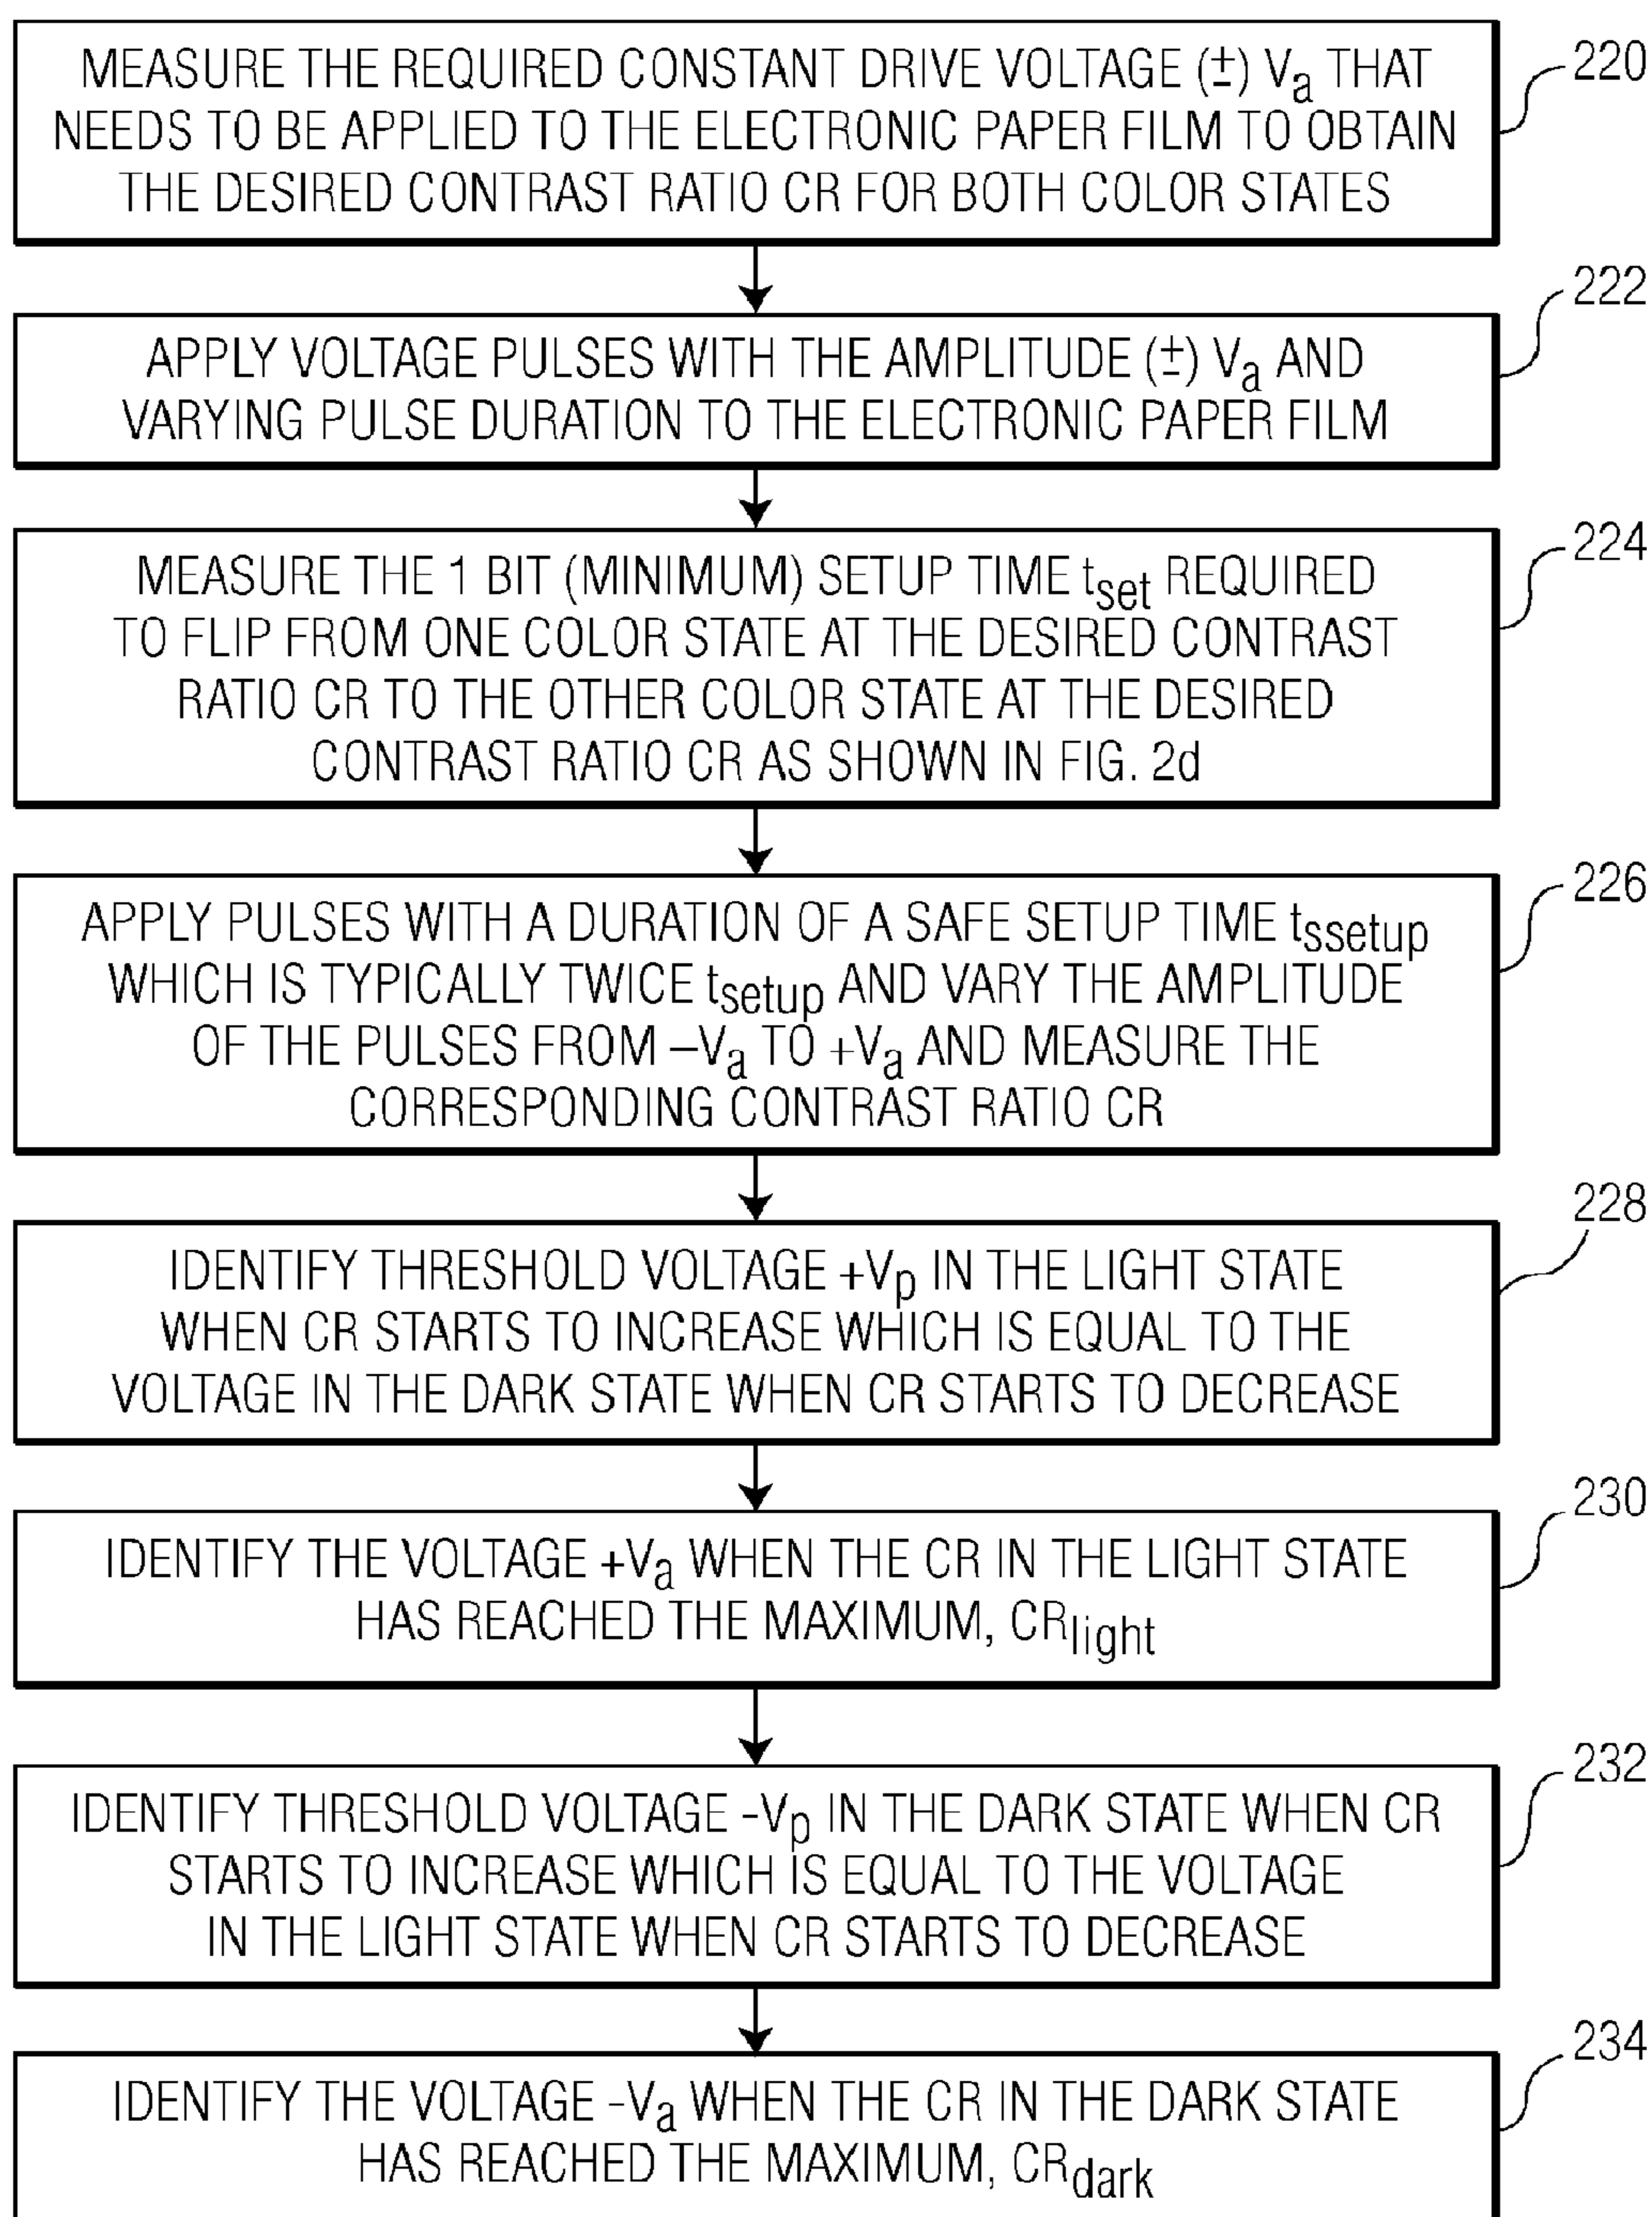 MEASURE THE REQUIRED CONSTANT DRIVE VOLTAGE (±) Va THAT
NEEDS TO BE APPLIED TO THE ELECTRONIC PAPER FILM TO OBTAIN
THE DESIRED CONTRAST RATIO CR FOR BOTH COLOR STATES
220
APPLY VOLTAGE PULSES WITH THE AMPLITUDE (±) Va AND
VARYING PULSE DURATION TO THE ELECTRONIC PAPER FILM
222
MEASURE THE 1 BIT (MINIMUM) SETUP TIME tset REQUIRED
TO FLIP FROM ONE COLOR STATE AT THE DESIRED CONTRAST
RATIO CR TO THE OTHER COLOR STATE AT THE DESIRED
CONTRAST RATIO CR AS SHOWN IN FIG. 2d
224
APPLY PULSES WITH A DURATION OF A SAFE SETUP TIME tssetup
WHICH IS TYPICALLY TWICE tsetup AND VARY THE AMPLITUDE
OF THE PULSES FROM –Va TO +Va AND MEASURE THE
CORRESPONDING CONTRAST RATIO CR
226
IDENTIFY THRESHOLD VOLTAGE +Vp IN THE LIGHT STATE
WHEN CR STARTS TO INCREASE WHICH IS EQUAL TO THE
VOLTAGE IN THE DARK STATE WHEN CR STARTS TO DECREASE
228
IDENTIFY THE VOLTAGE +Va WHEN THE CR IN THE LIGHT STATE
HAS REACHED THE MAXIMUM, CRlight
230
IDENTIFY THRESHOLD VOLTAGE -Vp IN THE DARK STATE WHEN CR
STARTS TO INCREASE WHICH IS EQUAL TO THE VOLTAGE
IN THE LIGHT STATE WHEN CR STARTS TO DECREASE
232
IDENTIFY THE VOLTAGE -Va WHEN THE CR IN THE DARK STATE
HAS REACHED THE MAXIMUM, CRdark
234